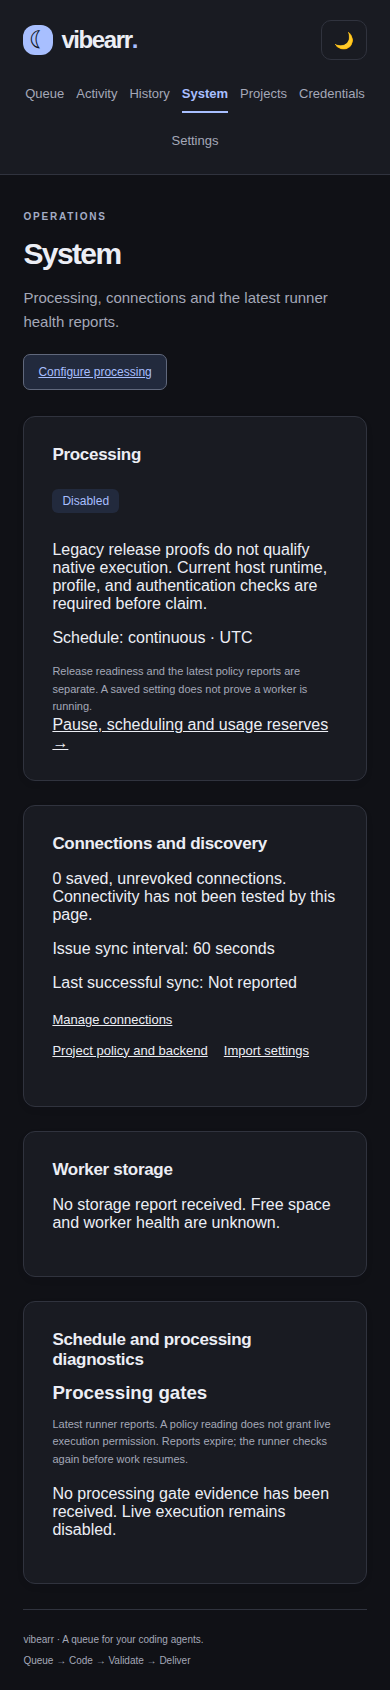 vibearr.
Queue Activity History System Projects Credentials
Settings
OPERATIONS
System
Processing, connections and the latest runner
health reports.
Configure processing
Processing
Disabled
Legacy release proofs do not qualify
native execution. Current host runtime,
profile, and authentication checks are
required before claim.
Schedule: continuous · UTC
Release readiness and the latest policy reports are
separate. A saved setting does not prove a worker is
running.
Pause, scheduling and usage reserves
→
Connections and discovery
0 saved, unrevoked connections.
Connectivity has not been tested by this
page.
Issue sync interval: 60 seconds
Last successful sync: Not reported
Manage connections
Project policy and backend Import settings
Worker storage
No storage report received. Free space
and worker health are unknown.
Schedule and processing
diagnostics
Processing gates
Latest runner reports. A policy reading does not grant live
execution permission. Reports expire; the runner checks
again before work resumes.
No processing gate evidence has been
received. Live execution remains
disabled.
vibearr · A queue for your coding agents.
Queue → Code → Validate → Deliver